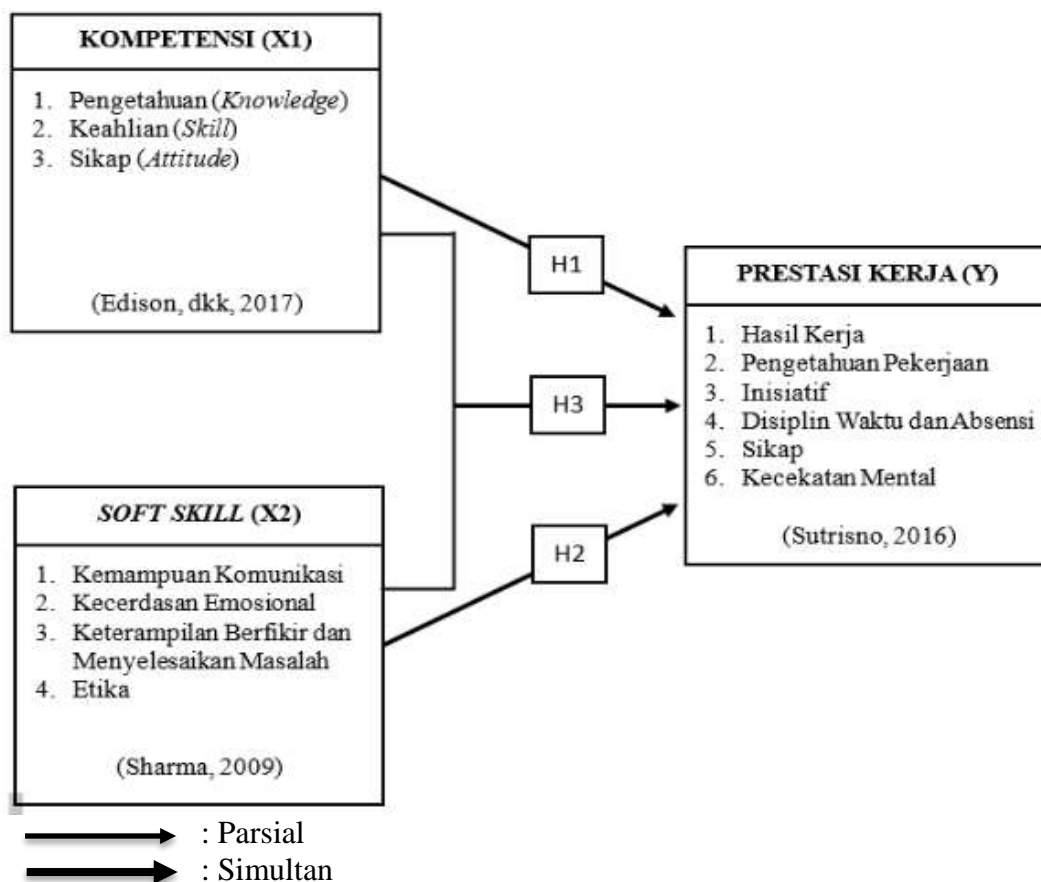 KOMPETENSI (X1)
1. Pengetahuan (Knowledge)
2. Keahlian (Skill)
3. Sikap (Attitude)
(Edison, dkk, 2017)
H1
PRESTASI KERJA (Y)
1. Hasil Kerja
2. Pengetahuan Pekerjaan
3. Inisiatif
4. Disiplin Waktu dan Absensi
5. Sikap
6. Kecekatan Mental
(Sutrisno, 2016)
H3
SOFT SKILL (X2)
1. Kemampuan Komunikasi
2. Kecerdasan Emosional
3. Keterampilan Berfikir dan
Menyelesaikan Masalah
4. Etika
(Sharma, 2009)
H2
: Parsial
: Simultan